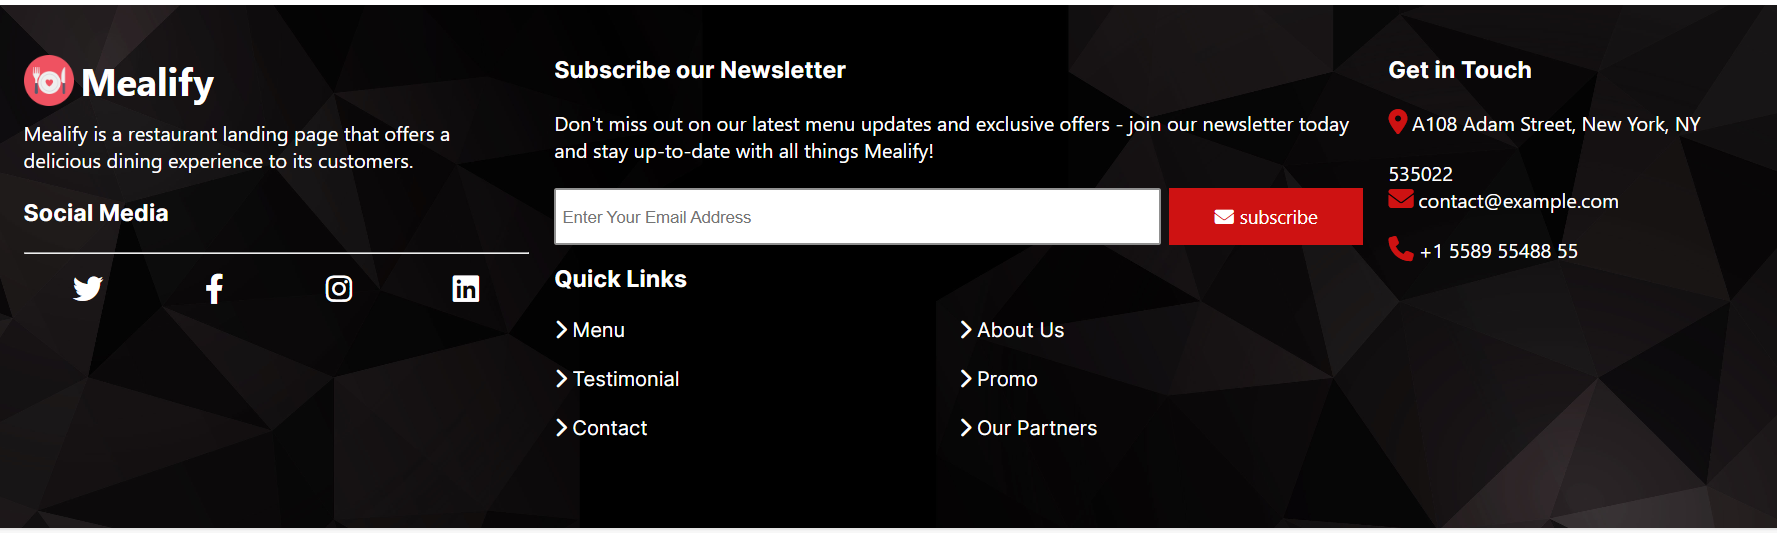 Mealify
Mealify is a restaurant landing page that offers a
delicious dining experience to its customers.
Social Media
Subscribe our Newsletter
Don't miss out on our latest menu updates and exclusive offers - join our newsletter today
and stay up-to-date with all things Mealify!
Enter Your Email Address
subscribe
Quick Links
Menu
About Us
Testimonial
Promo
Contact
Our Partners
Get in Touch
A108 Adam Street, New York, NY
535022
contact@example.com
+1 5589 55488 55